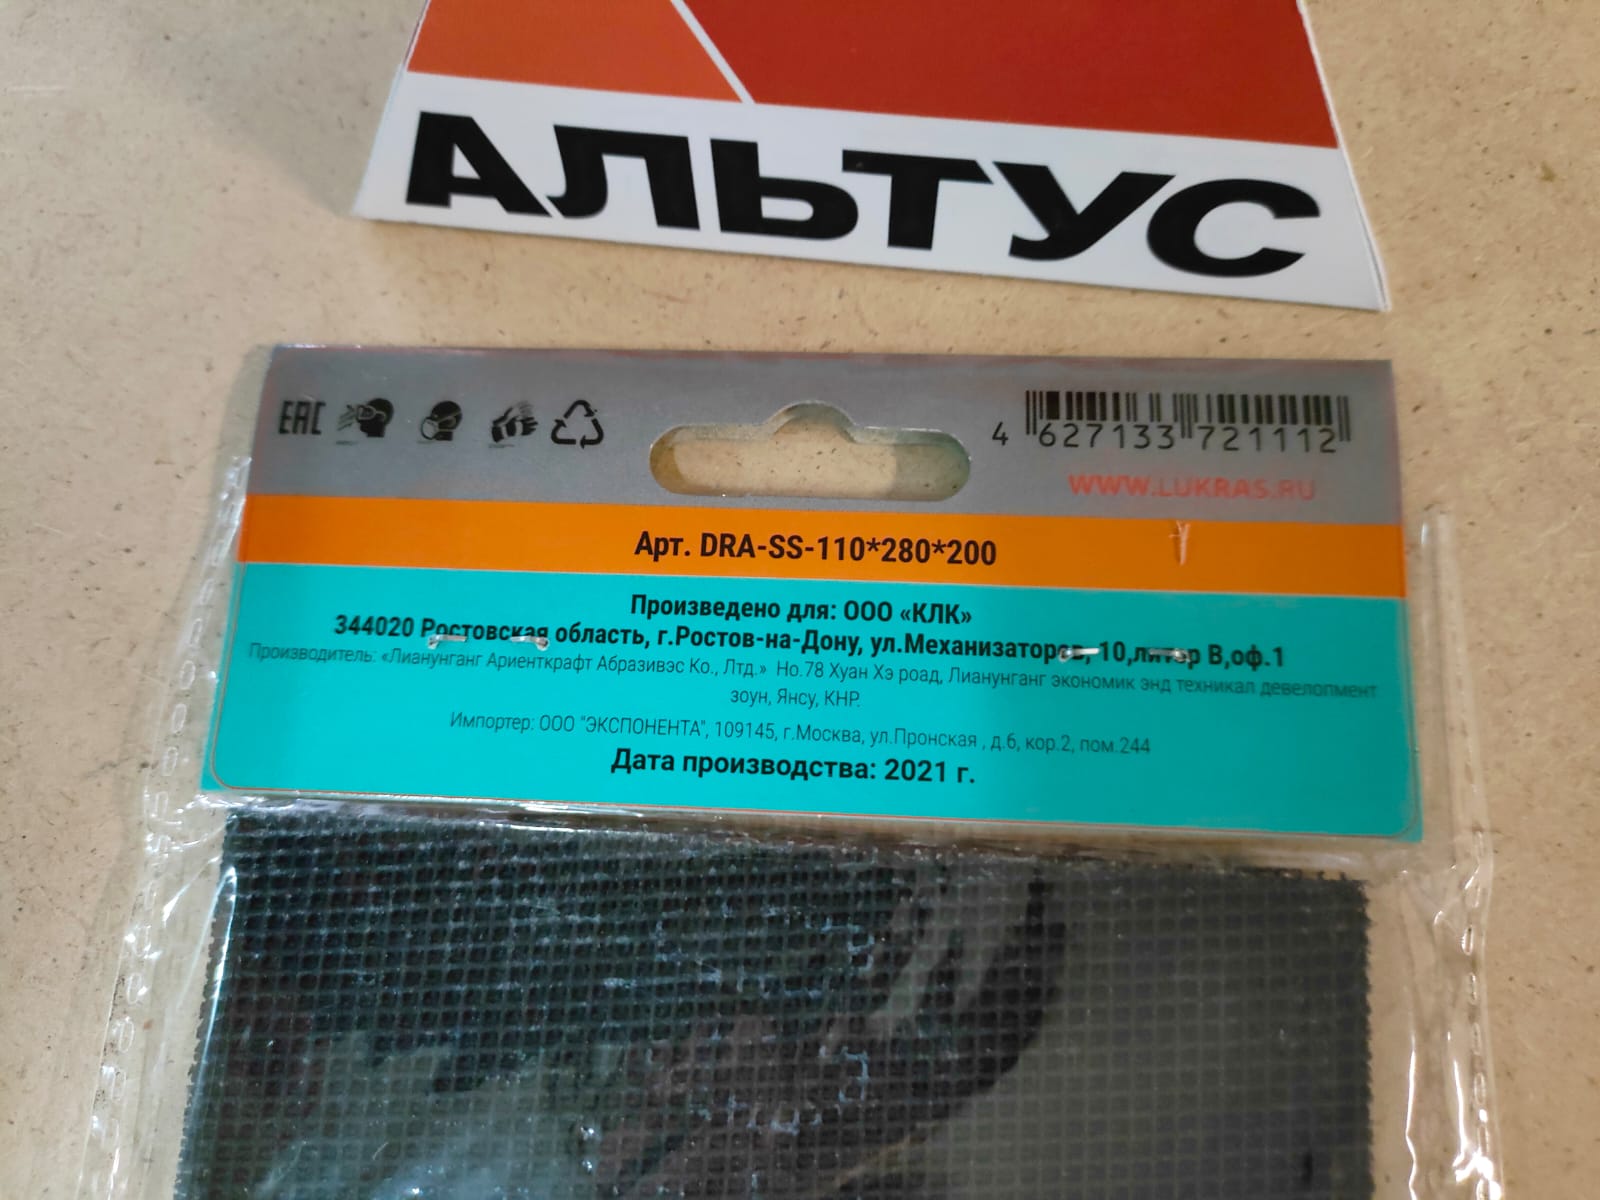 АЛЬТУС
EAC
4 627133 721112
WWW.LUKRAS.RU
Арт. DRA-SS-110*280*200
Произведено для: ООО «КЛК»
344020 Ростовская область, г.Ростов-на-Дону, ул.Механизаторов, 10,литер В,оф.1
Производитель: «Лианунганг Ариенткрафт Абразивэс Ко., Лтд.» Но.78 Хуан Хэ роад, Лианунганг экономик энд техникал девелопмент
зоун, Янсу, КНР.
Импортер: ООО "ЭКСПОНЕНТА", 109145, г.Москва, ул.Пронская , д.6, кор.2, пом.244
Дата производства: 2021 г.